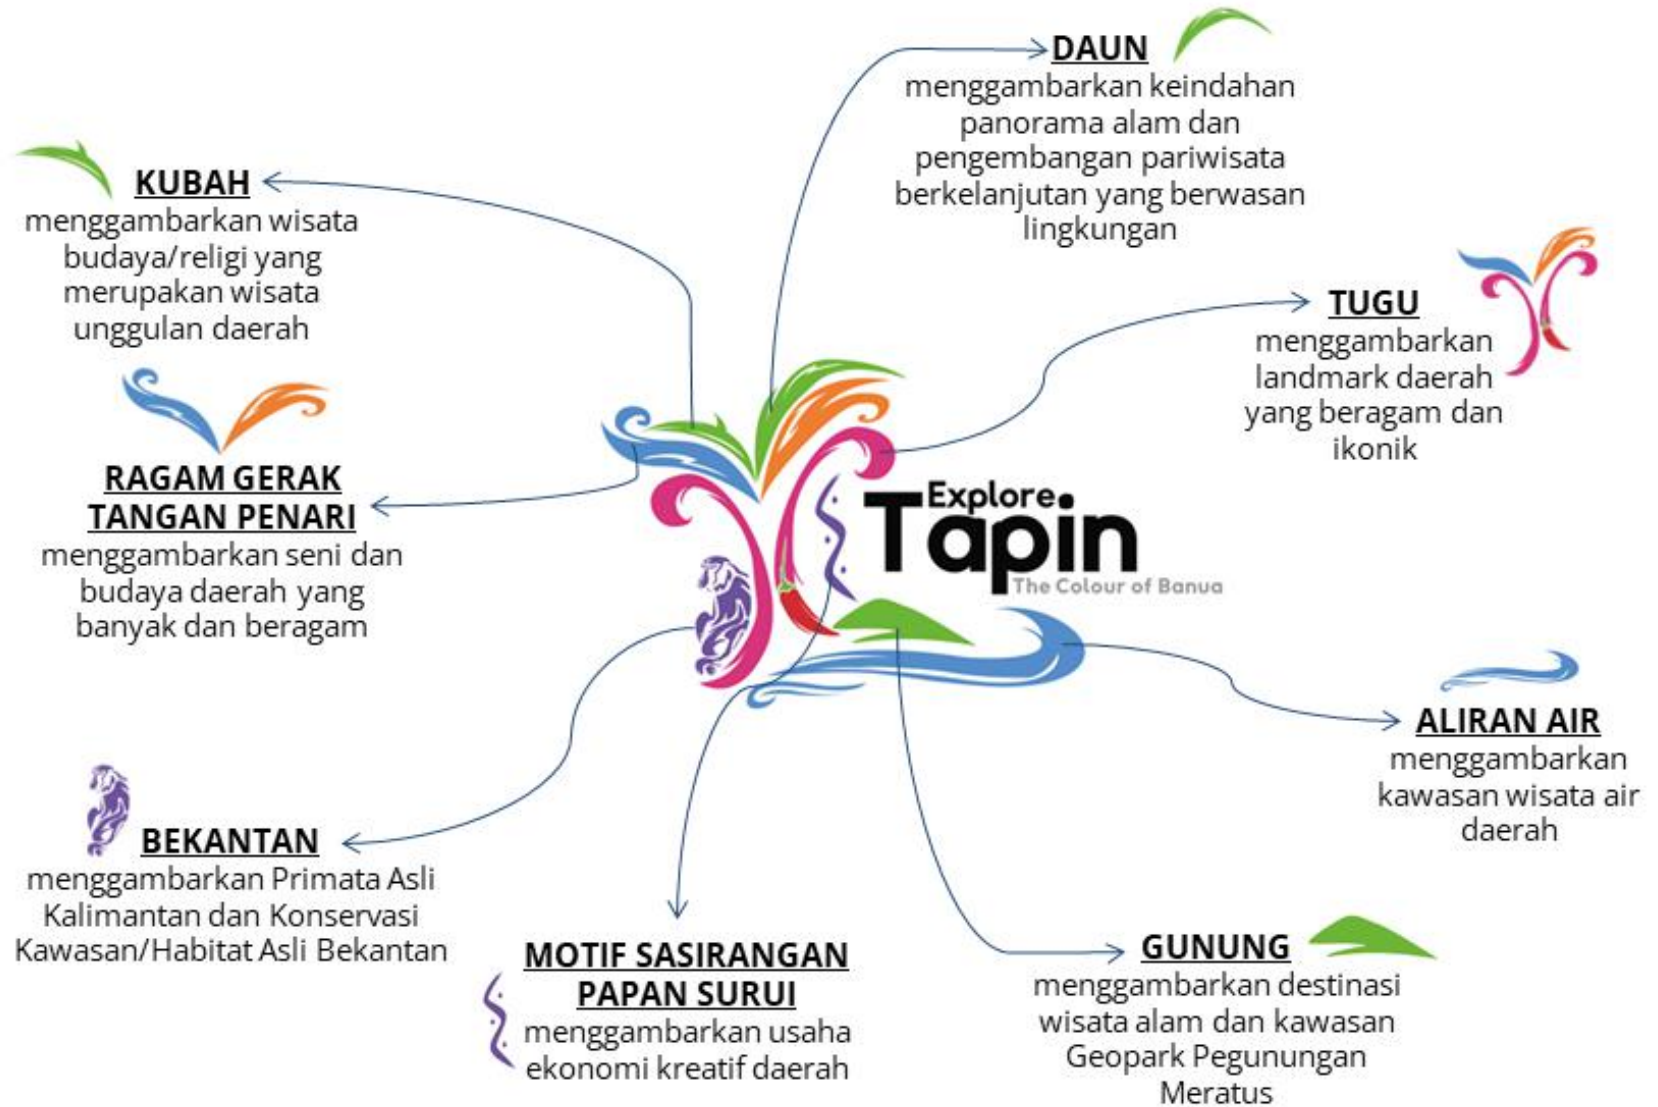 DAUN
menggambarkan keindahan
panorama alam dan
pengembangan pariwisata
berkelanjutan yang berwasan
lingkungan
KUBAH
menggambarkan wisata
budaya/religi yang
merupakan wisata
unggulan daerah
TUGU
menggambarkan
landmark daerah
yang beragam dan
ikonik
RAGAM GERAK
TANGAN PENARI
menggambarkan seni dan
budaya daerah yang
banyak dan beragam
Explore
Tapin
The Colour of Banua
ALIRAN AIR
menggambarkan
kawasan wisata air
daerah
BEKANTAN
menggambarkan Primata Asli
Kalimantan dan Konservasi
Kawasan/Habitat Asli Bekantan
MOTIF SASIRANGAN
PAPAN SURUI
menggambarkan usaha
ekonomi kreatif daerah
GUNUNG
menggambarkan destinasi
wisata alam dan kawasan
Geopark Pegunungan
Meratus